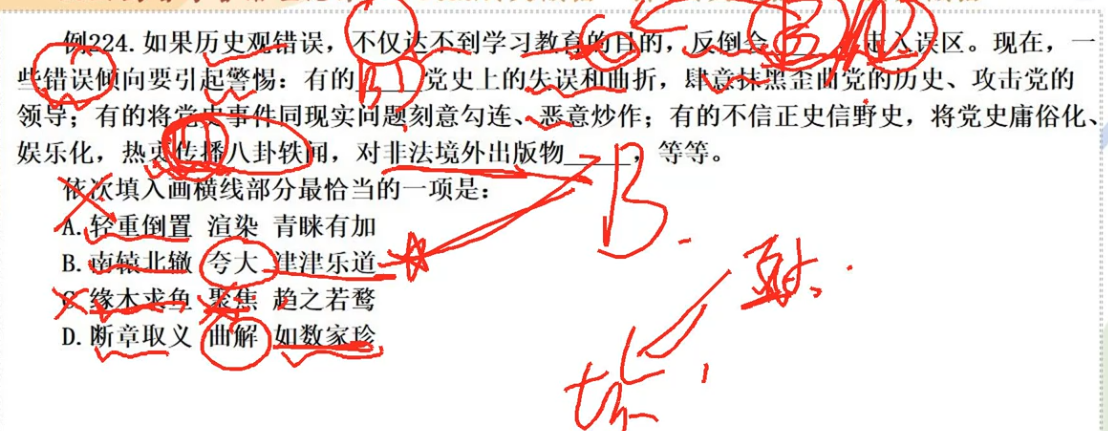 例224.如果历史观错误，不仅达不到学习教育的目的，反倒会 走入误区。现在，一
些错误倾向要引起警惕：有的____党史上的失误和曲折，肆意抹黑歪曲党的历史、攻击党的
领导；有的将党史事件同现实问题刻意勾连、恶意炒作；有的不信正史信野史，将党史庸俗化、
娱乐化，热衷传播八卦轶闻，对非法境外出版物____，等等。
依次填入画横线部分最恰当的一项是：
A.轻重倒置 渲染 青睐有加
B.南辕北辙 夸大 津津乐道
C.缘木求鱼 聚焦 趋之若鹜
D.断章取义 曲解 如数家珍
B